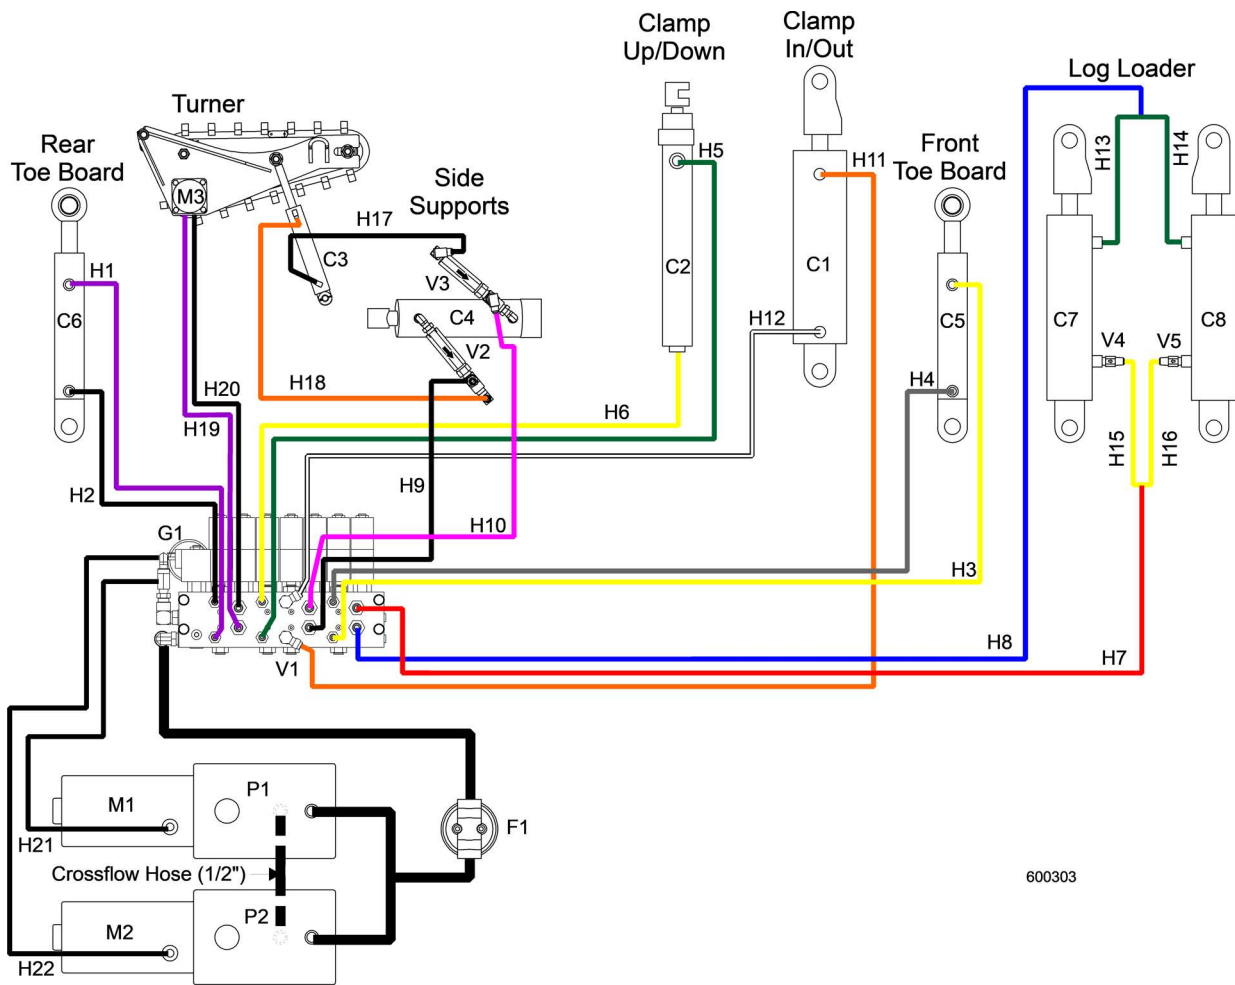 Clamp
Up/Down
Clamp
In/Out
Log Loader
Turner
Rear
Toe Board
Side
Supports
Front
Toe Board
H5
H11
H13
H14
M3
H17
H1
C3
V3
C2
C1
C6
C4
H12
C5
C7
C8
V2
V4
V5
H20
H18
H4
H19
H6
H15
H16
H2
H9
G1
H10
H3
H8
H7
V1
M1
P1
F1
H21
Crossflow Hose (1/2")
600303
P2
M2
H22